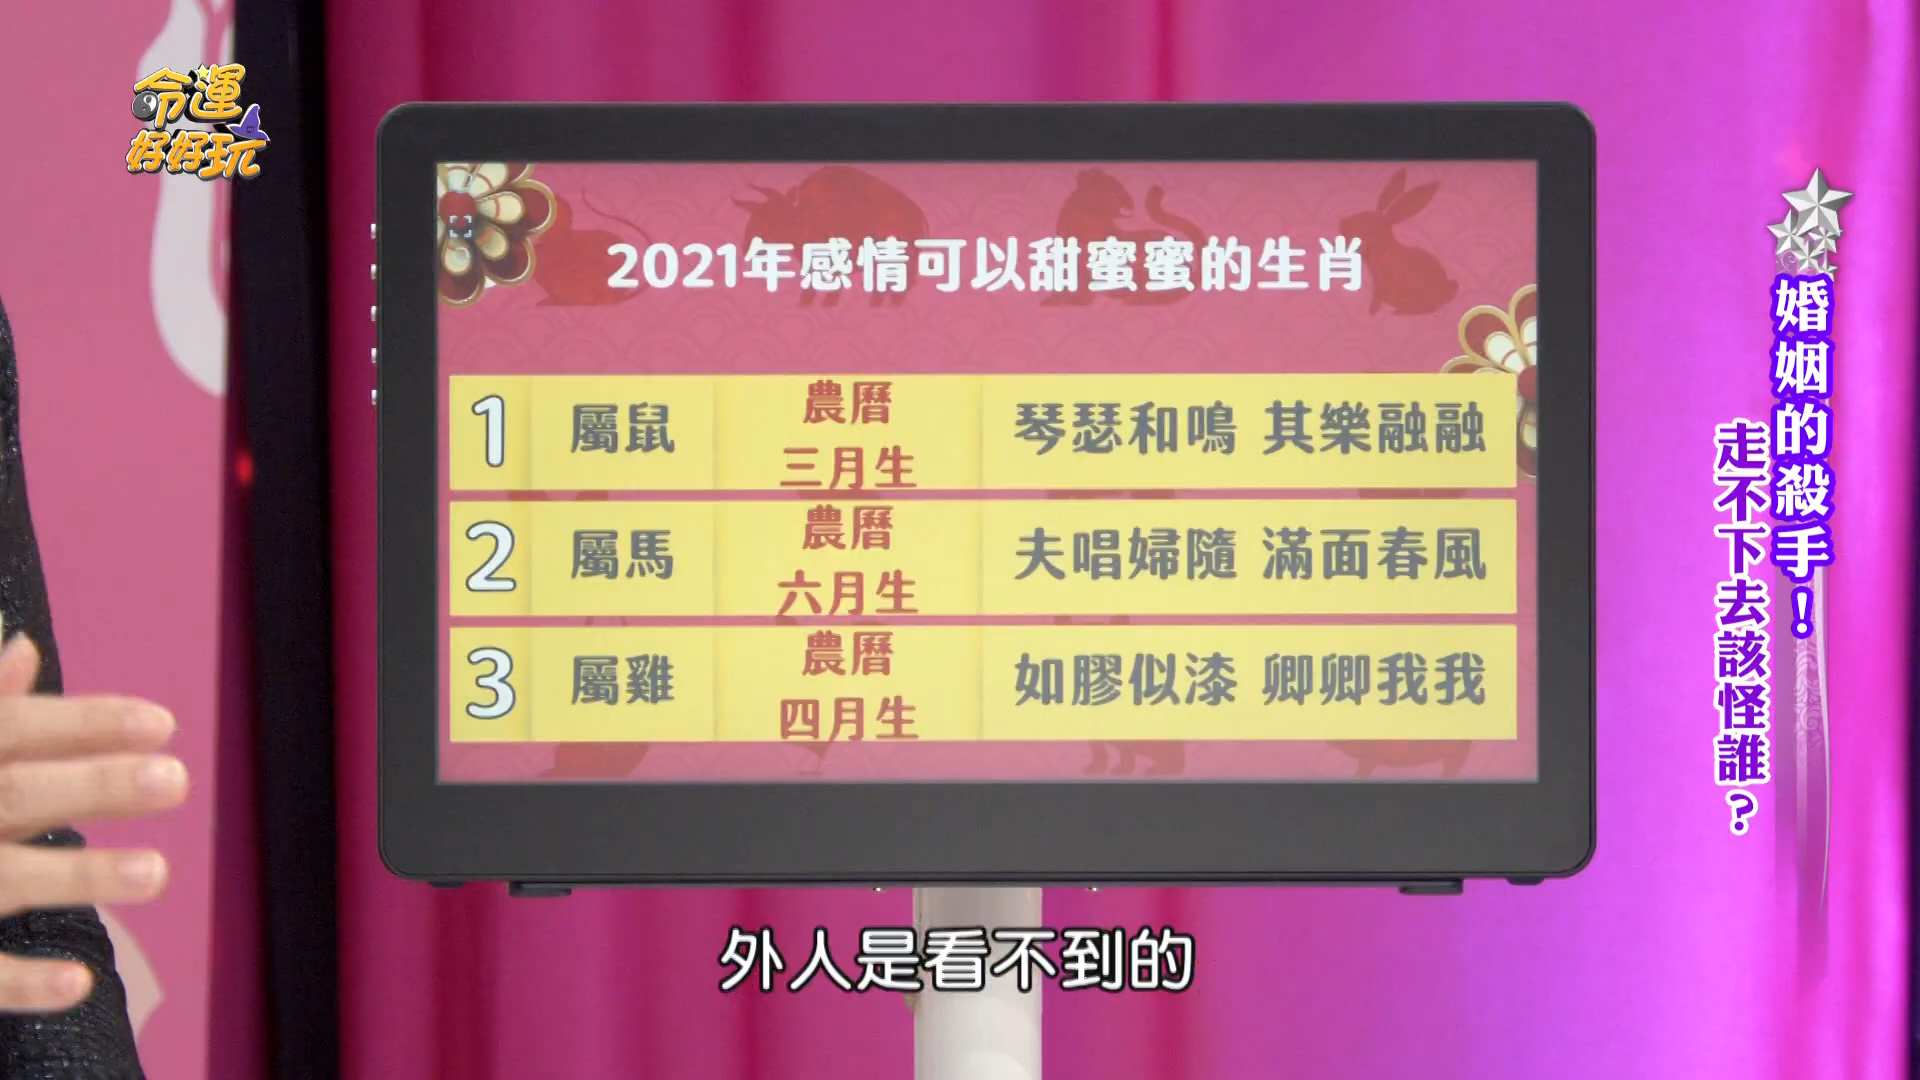 命運
好好玩
2021年感情可以甜蜜蜜的生肖
1 屬鼠 農曆三月生 琴瑟和鳴 其樂融融
2 屬馬 農曆六月生 夫唱婦隨 滿面春風
3 屬雞 農曆四月生 如膠似漆 卿卿我我
婚姻的殺手！
走不下去該怪誰？
外人是看不到的